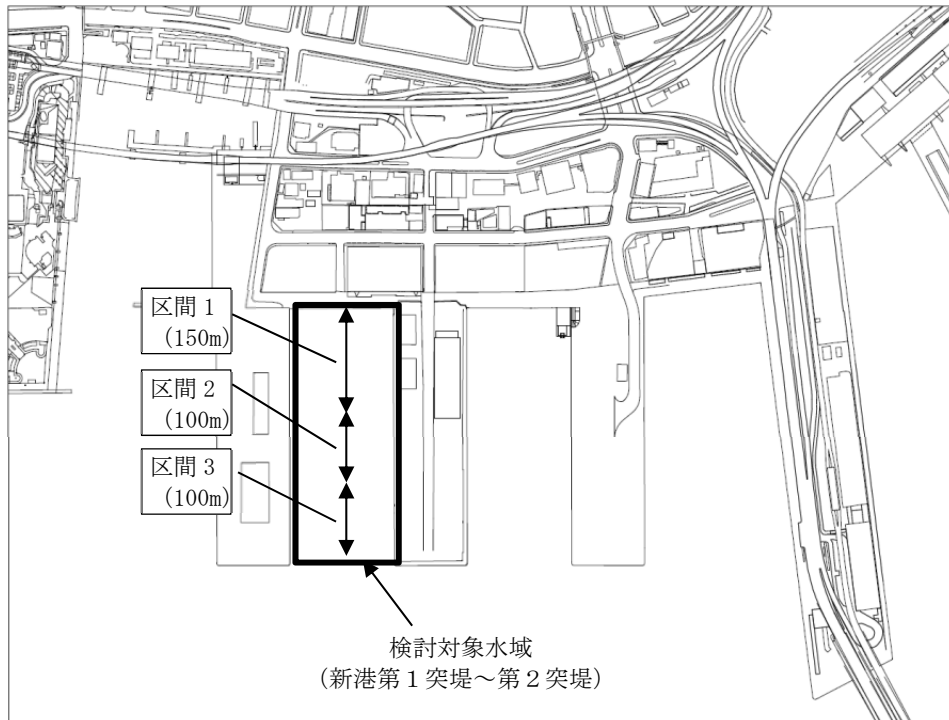 区間１
（150m）
区間２
（100m）
区間３
（100m）
検討対象水域
（新港第１突堤～第２突堤）